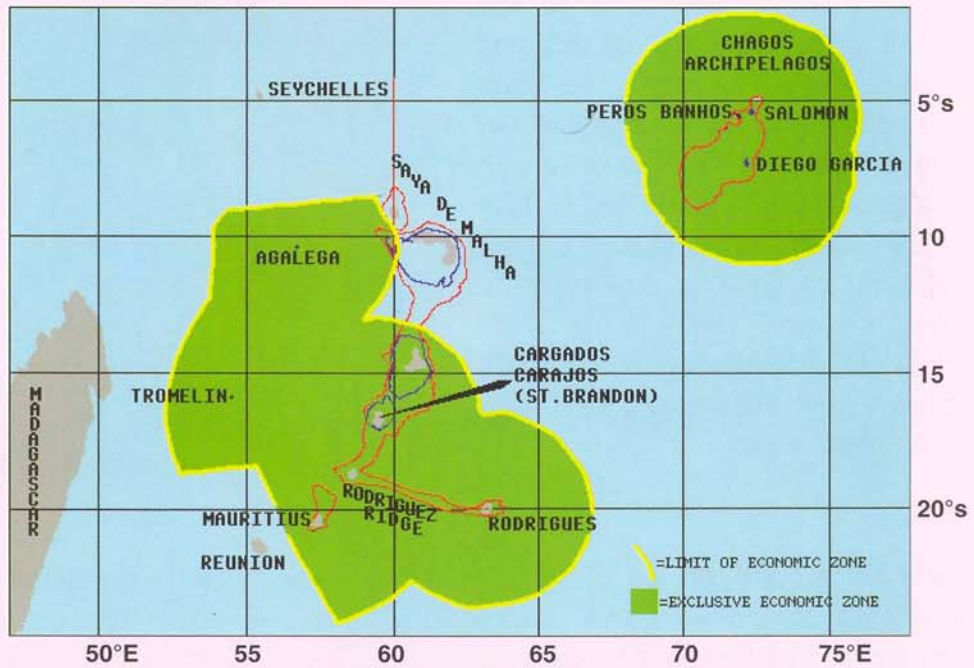 CHAGOS
ARCHIPELAGOS
SEYCHELLES
5°s
PEROS BANHOS
SALOMON
DIEGO GARCIA
SAYA DE MALHA
10
AGALEGA
CARGADOS
CARAJOS
(ST.BRANDON)
15
TROMELIN
MADAGASCAR
RODRIGUEZ
RIDGE
MAURITIUS
RODRIGUES
20°s
REUNION
=LIMIT OF ECONOMIC ZONE
=EXCLUSIVE ECONOMIC ZONE
50°E
55
60
65
70
75°E